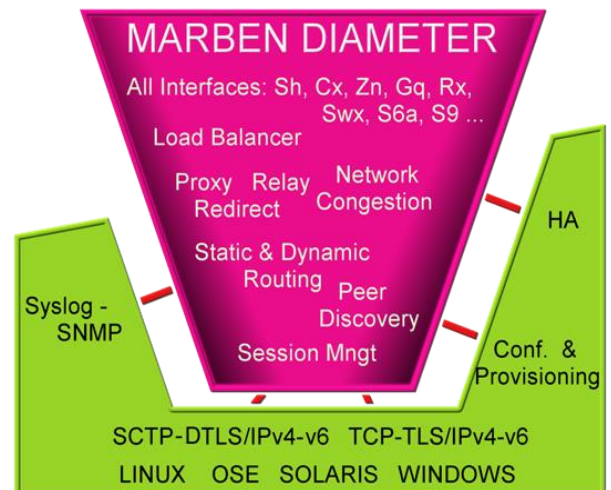 MARBEN DIAMETER
All Interfaces: Sh, Cx, Zn, Gq, Rx,
Swx, S6a, S9 ...
Load Balancer
Proxy Relay
Redirect
Network
Congestion
Static & Dynamic
Routing
Peer
Discovery
Session Mngt
Syslog -
SNMP
HA
Conf. &
Provisioning
SCTP-DTLS/IPv4-v6 TCP-TLS/IPv4-v6
LINUX OSE SOLARIS WINDOWS